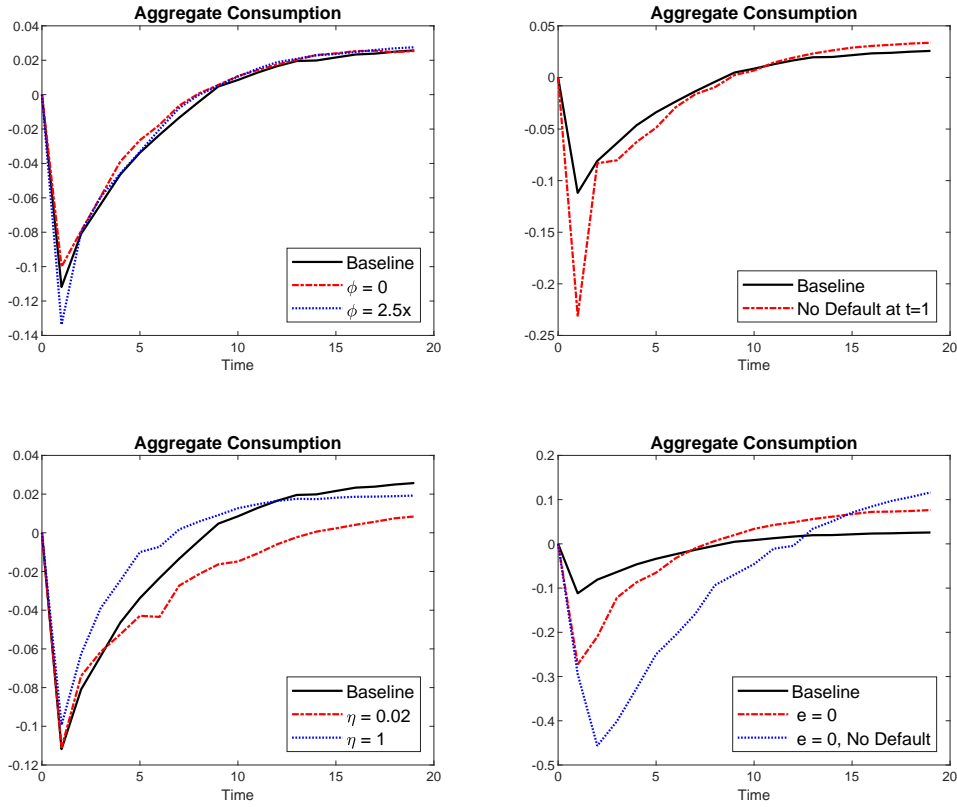 Aggregate Consumption
0.04
0.02
0
-0.02
-0.04
-0.06
-0.08
-0.1
-0.12
-0.14
0 5 10 15 20
Time
Baseline
ϕ = 0
ϕ = 2.5x
Aggregate Consumption
0.05
0
-0.05
-0.1
-0.15
-0.2
-0.25
0 5 10 15 20
Time
Baseline
No Default at t=1
Aggregate Consumption
0.04
0.02
0
-0.02
-0.04
-0.06
-0.08
-0.1
-0.12
0 5 10 15 20
Time
Baseline
η = 0.02
η = 1
Aggregate Consumption
0.2
0.1
0
-0.1
-0.2
-0.3
-0.4
-0.5
0 5 10 15 20
Time
Baseline
e = 0
e = 0, No Default